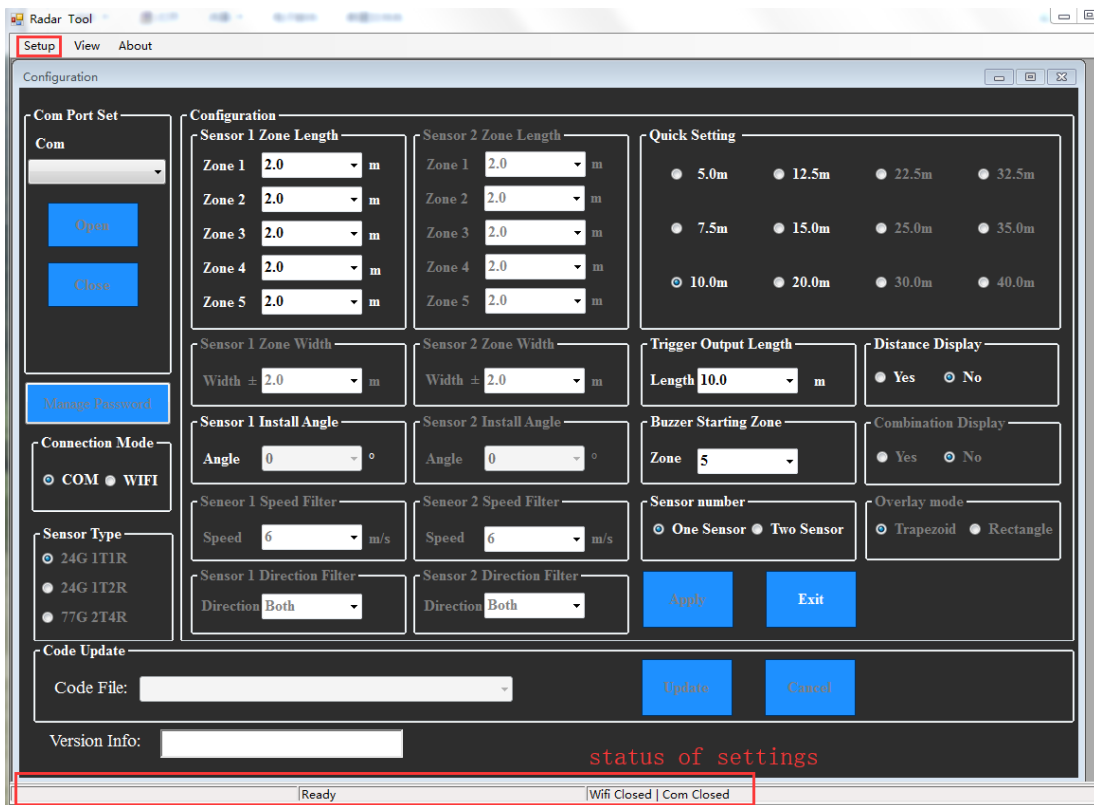 Radar Tool
Setup View About
Configuration
Com Port Set
Com
Open
Close
Manage Password
Connection Mode
COM WIFI
Sensor Type
24G 1T1R
24G 1T2R
77G 2T4R
Configuration
Sensor 1 Zone Length
Zone 1 2.0 m
Zone 2 2.0 m
Zone 3 2.0 m
Zone 4 2.0 m
Zone 5 2.0 m
Sensor 2 Zone Length
Zone 1 2.0 m
Zone 2 2.0 m
Zone 3 2.0 m
Zone 4 2.0 m
Zone 5 2.0 m
Quick Setting
5.0m 12.5m 22.5m 32.5m
7.5m 15.0m 25.0m 35.0m
10.0m 20.0m 30.0m 40.0m
Sensor 1 Zone Width
Width ± 2.0 m
Sensor 2 Zone Width
Width ± 2.0 m
Trigger Output Length
Length 10.0 m
Distance Display
Yes No
Sensor 1 Install Angle
Angle 0 °
Sensor 2 Install Angle
Angle 0 °
Buzzer Starting Zone
Zone 5
Combination Display
Yes No
Seneor 1 Speed Filter
Speed 6 m/s
Seneor 2 Speed Filter
Speed 6 m/s
Sensor number
One Sensor Two Sensor
Overlay mode
Trapezoid Rectangle
Sensor 1 Direction Filter
Direction Both
Sensor 2 Direction Filter
Direction Both
Apply Exit
Code Update
Code File:
Update Cancel
Version Info:
status of settings
Ready Wifi Closed | Com Closed